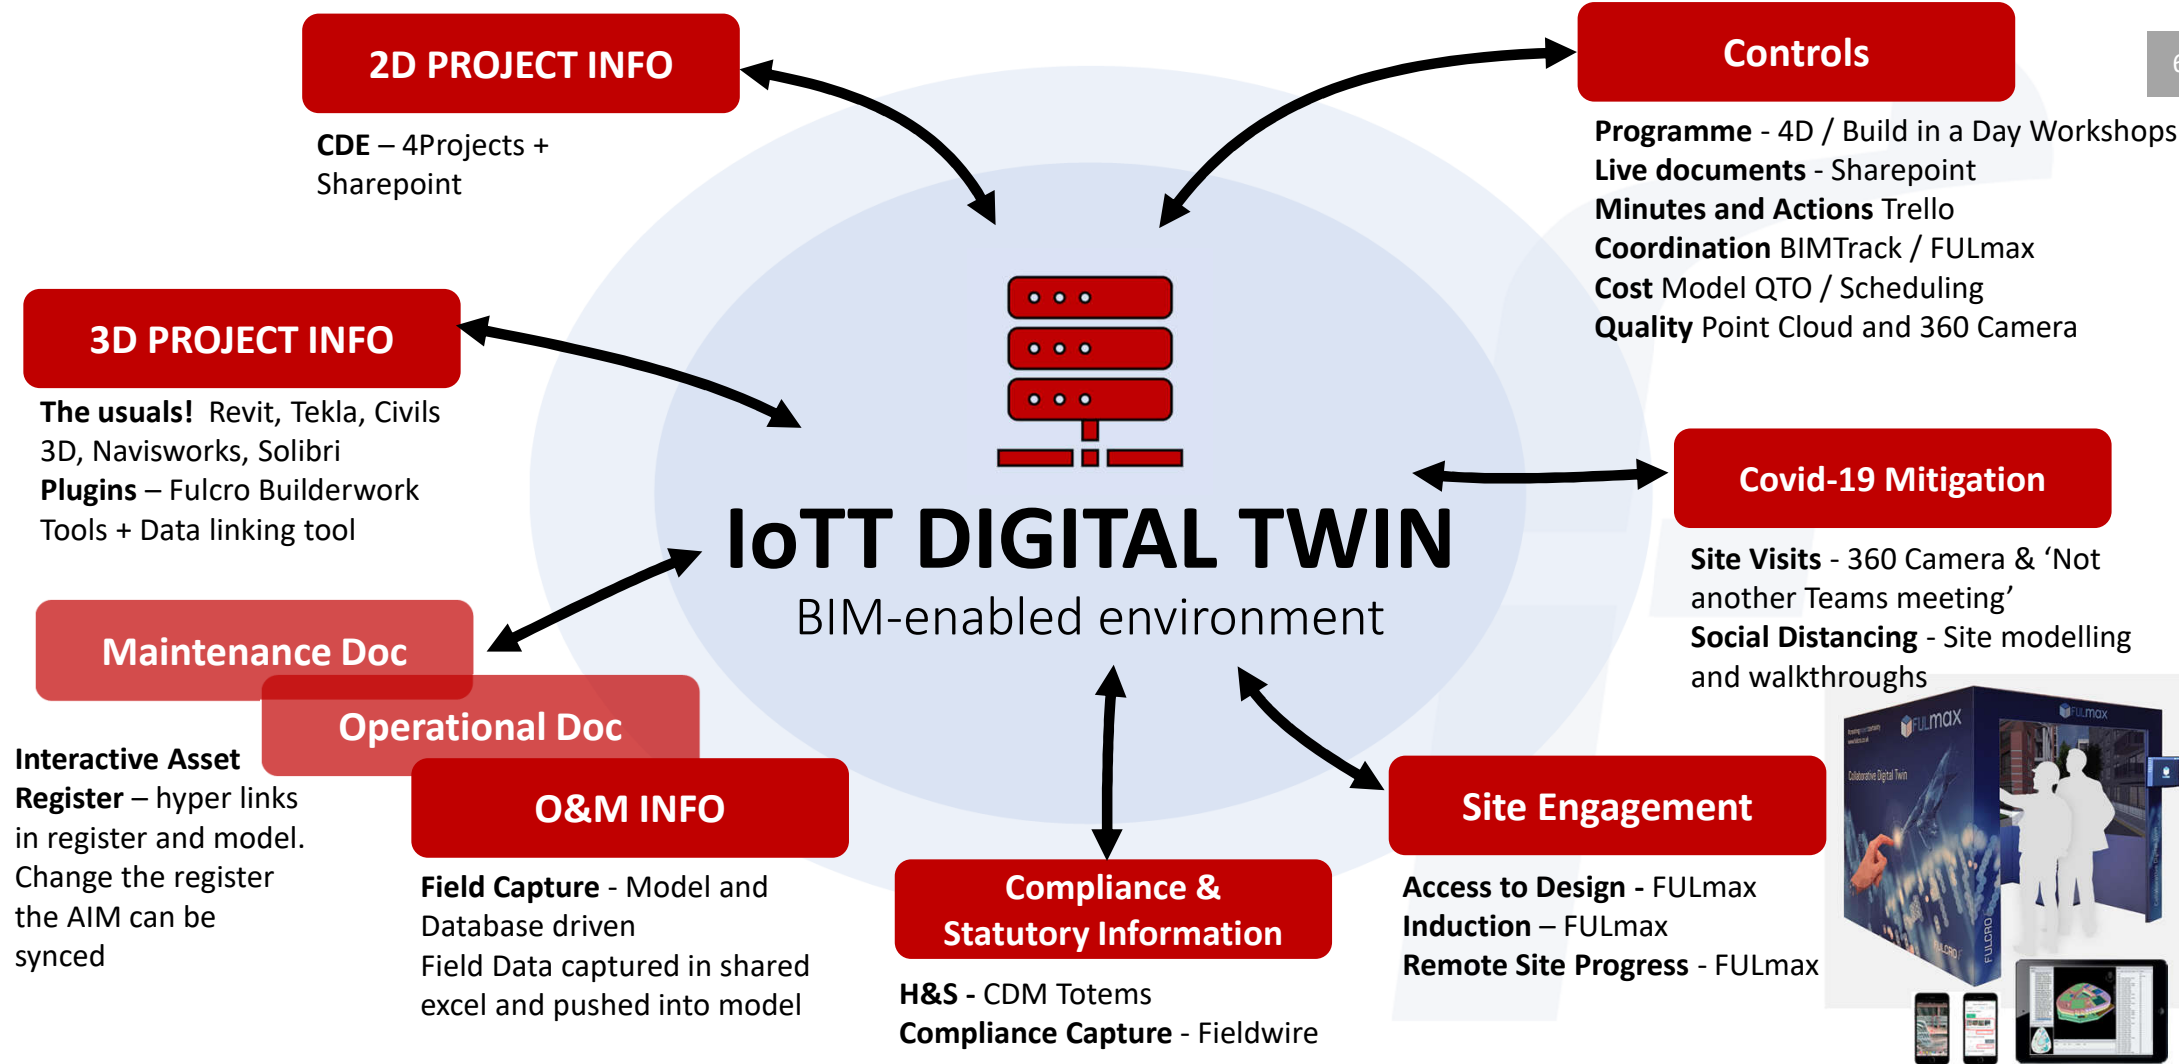 2D PROJECT INFO
CDE – 4Projects +
Sharepoint
Controls
6
Programme - 4D / Build in a Day Workshops
Live documents - Sharepoint
Minutes and Actions Trello
Coordination BIMTrack / FULmax
Cost Model QTO / Scheduling
Quality Point Cloud and 360 Camera
3D PROJECT INFO
The usuals! Revit, Tekla, Civils
3D, Navisworks, Solibri
Plugins – Fulcro Builderwork
Tools + Data linking tool
IoTT DIGITAL TWIN
BIM-enabled environment
Covid-19 Mitigation
Site Visits - 360 Camera & ‘Not
another Teams meeting’
Social Distancing - Site modelling
and walkthroughs
Maintenance Doc
Operational Doc
O&M INFO
Interactive Asset
Register – hyper links
in register and model.
Change the register
the AIM can be
synced
Field Capture - Model and
Database driven
Field Data captured in shared
excel and pushed into model
Compliance &
Statutory Information
H&S - CDM Totems
Compliance Capture - Fieldwire
Site Engagement
Access to Design - FULmax
Induction – FULmax
Remote Site Progress - FULmax
FULmax
FULmax
Collaborative Digital Twin
FULCRO
FULCRO